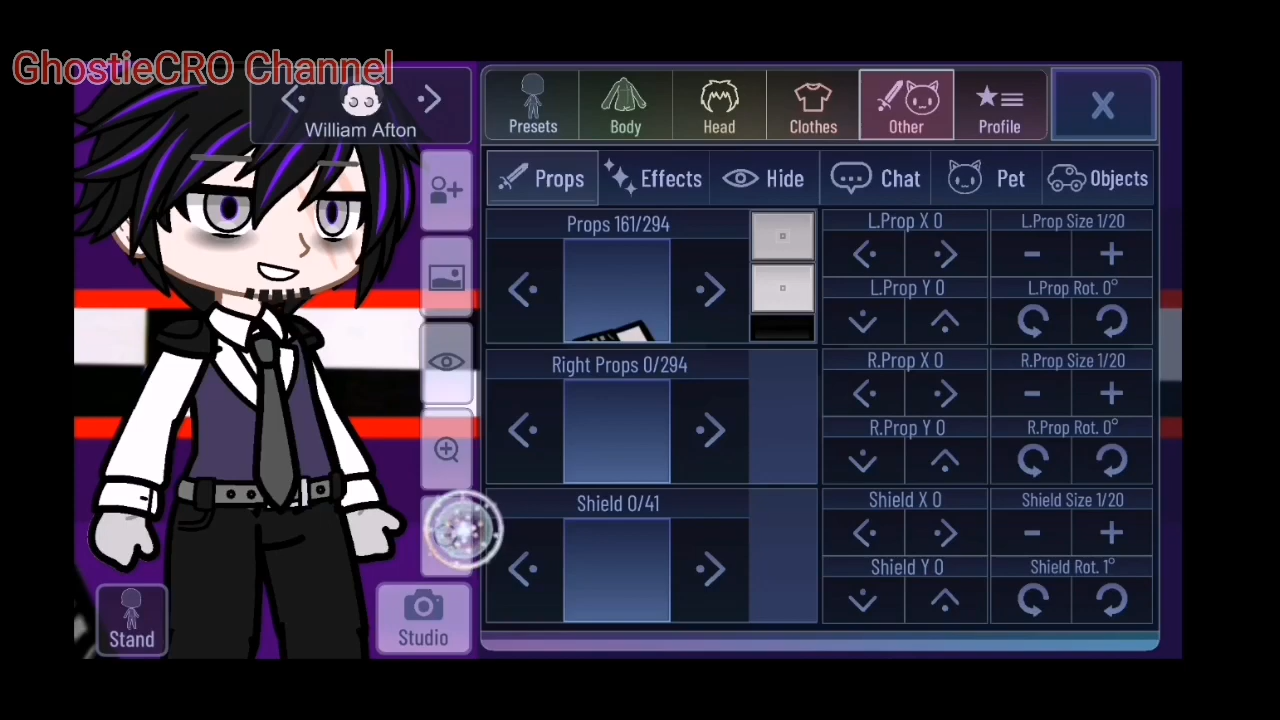 GhostieCRO Channel
William Afton
Presets
Body
Head
Clothes
Other
Profile
X
Props
Effects
Hide
Chat
Pet
Objects
Props 161/294
L.Prop X 0
L.Prop Size 1/20
L.Prop Y 0
L.Prop Rot. 0°
Right Props 0/294
R.Prop X 0
R.Prop Size 1/20
R.Prop Y 0
R.Prop Rot. 0°
Shield 0/41
Shield X 0
Shield Size 1/20
Shield Y 0
Shield Rot. 1°
Stand
Studio